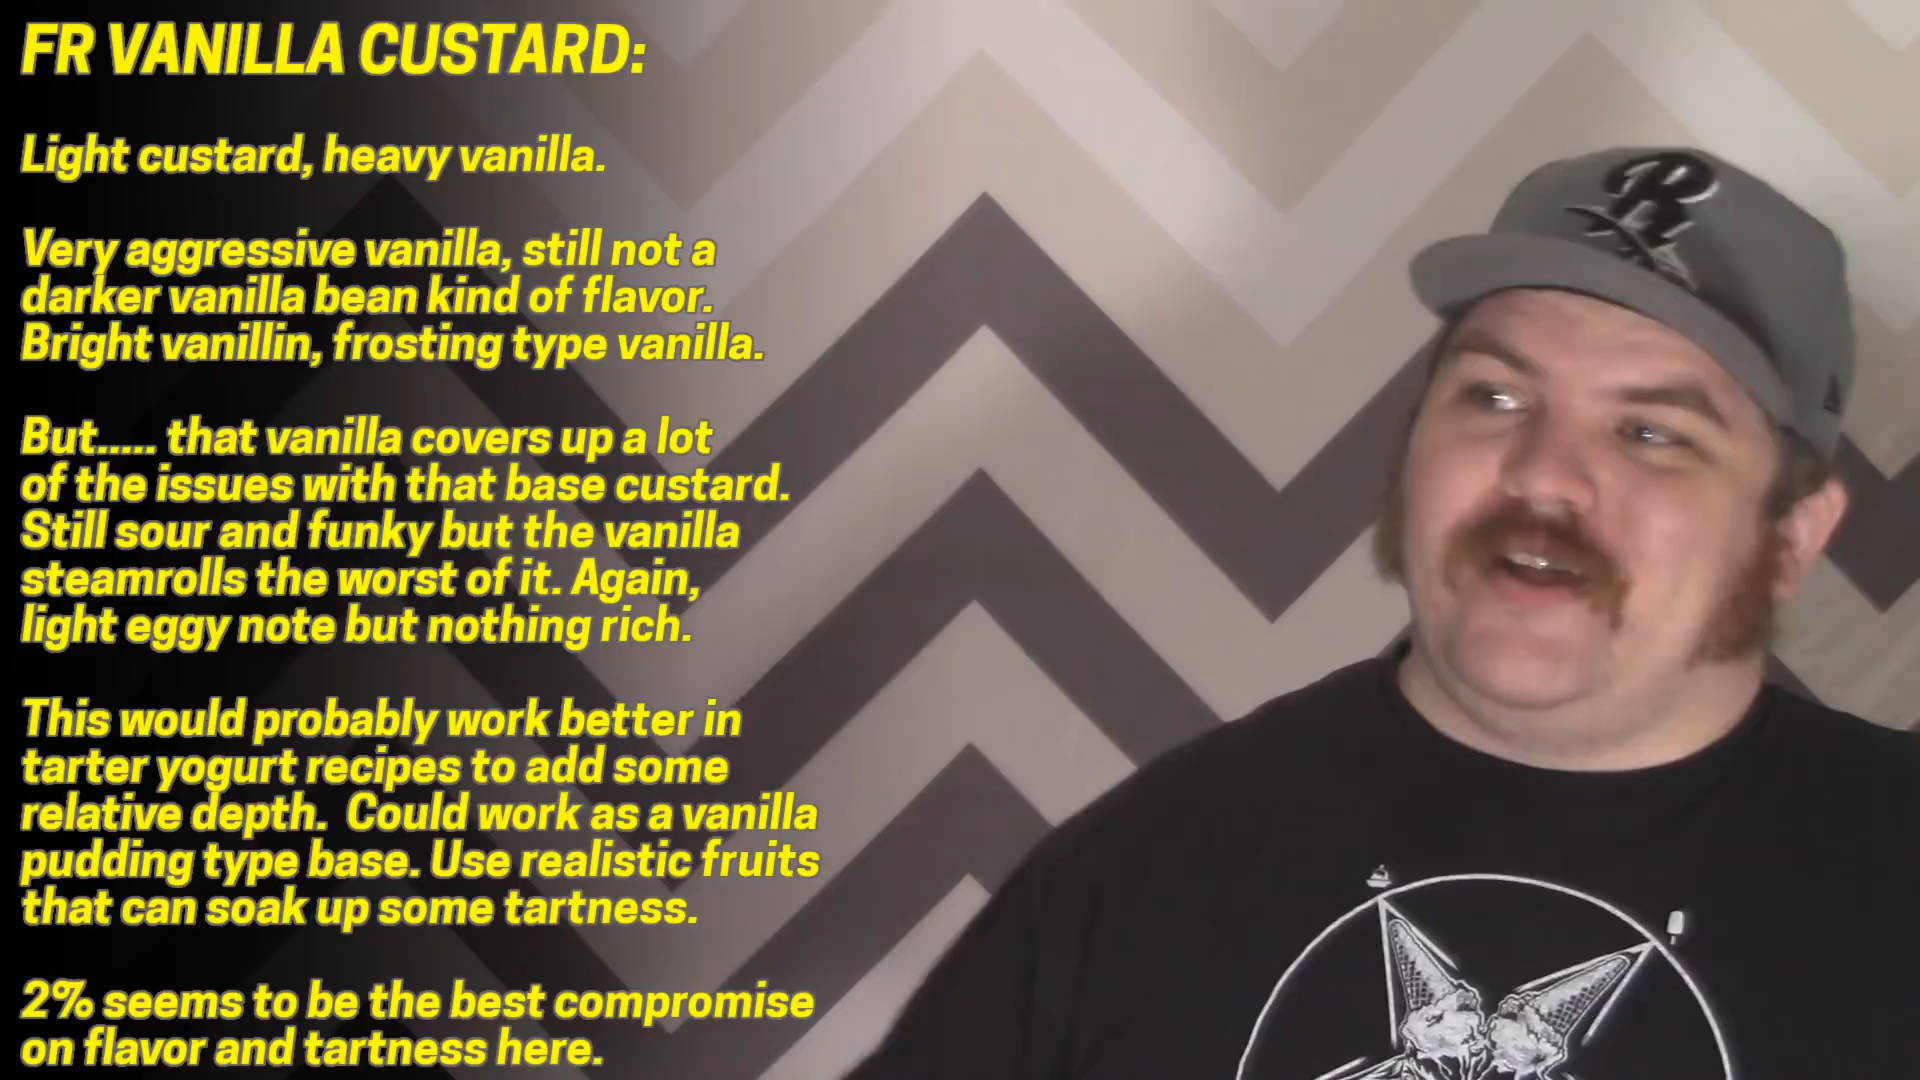 FR VANILLA CUSTARD:
Light custard, heavy vanilla.
Very aggressive vanilla, still not a
darker vanilla bean kind of flavor.
Bright vanillin, frosting type vanilla.
But..... that vanilla covers up a lot
of the issues with that base custard.
Still sour and funky but the vanilla
steamrolls the worst of it. Again,
light eggy note but nothing rich.
This would probably work better in
tarter yogurt recipes to add some
relative depth.  Could work as a vanilla
pudding type base. Use realistic fruits
that can soak up some tartness.
2% seems to be the best compromise
on flavor and tartness here.
R